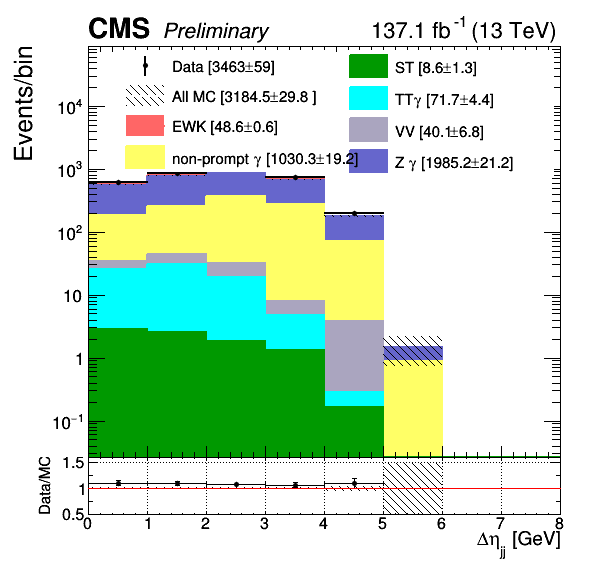 CMS Preliminary 137.1 fb⁻¹ (13 TeV)
Events/bin
Data [3463±59]
All MC [3184.5±29.8 ]
EWK [48.6±0.6]
non-prompt γ [1030.3±19.2]
ST [8.6±1.3]
TTγ [71.7±4.4]
VV [40.1±6.8]
Z γ [1985.2±21.2]
10⁴
10³
10²
10
1
10⁻¹
Data/MC
1.5
1
0.5
0 1 2 3 4 5 6 7 8
Δηjj [GeV]